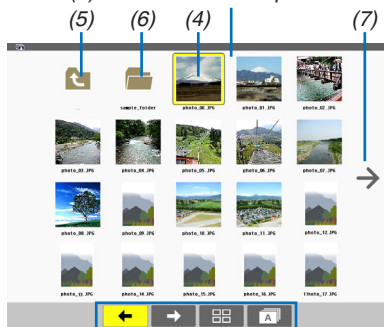 (5) (6) (4) (7)
sample_folder photo_00.JPG photo_01.JPG photo_02.JPG
photo_03.JPG photo_04.JPG photo_05.JPG photo_06.JPG photo_07.JPG
photo_08.JPG photo_09.JPG photo_10.JPG photo_11.JPG photo_12.JPG
photo_13.JPG photo_14.JPG photo_15.JPG photo_16.JPG
A